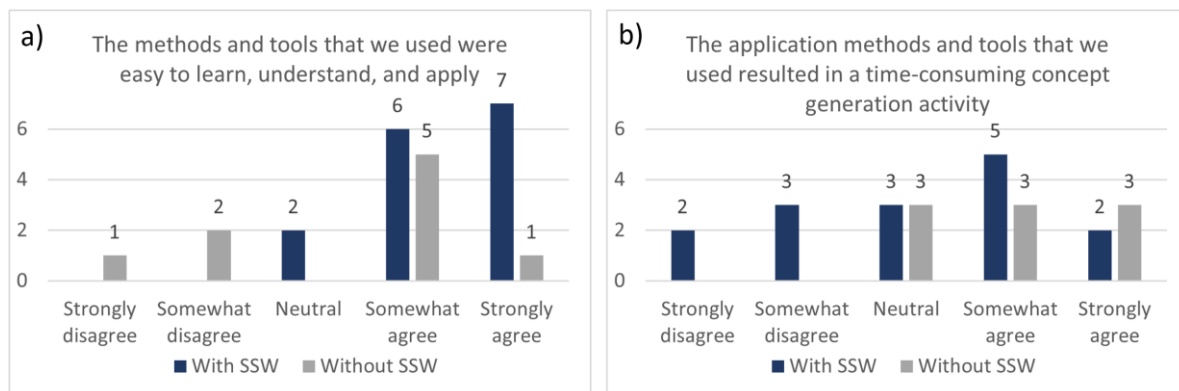 a)
The methods and tools that we used were
easy to learn, understand, and apply
7
6
5
2
2
1
1
6
4
2
0
Strongly disagree
Somewhat disagree
Neutral
Somewhat agree
Strongly agree
With SSW
Without SSW
b)
The application methods and tools that we
used resulted in a time-consuming concept
generation activity
5
3
3
3
3
3
2
2
6
4
2
0
Strongly disagree
Somewhat disagree
Neutral
Somewhat agree
Strongly agree
With SSW
Without SSW